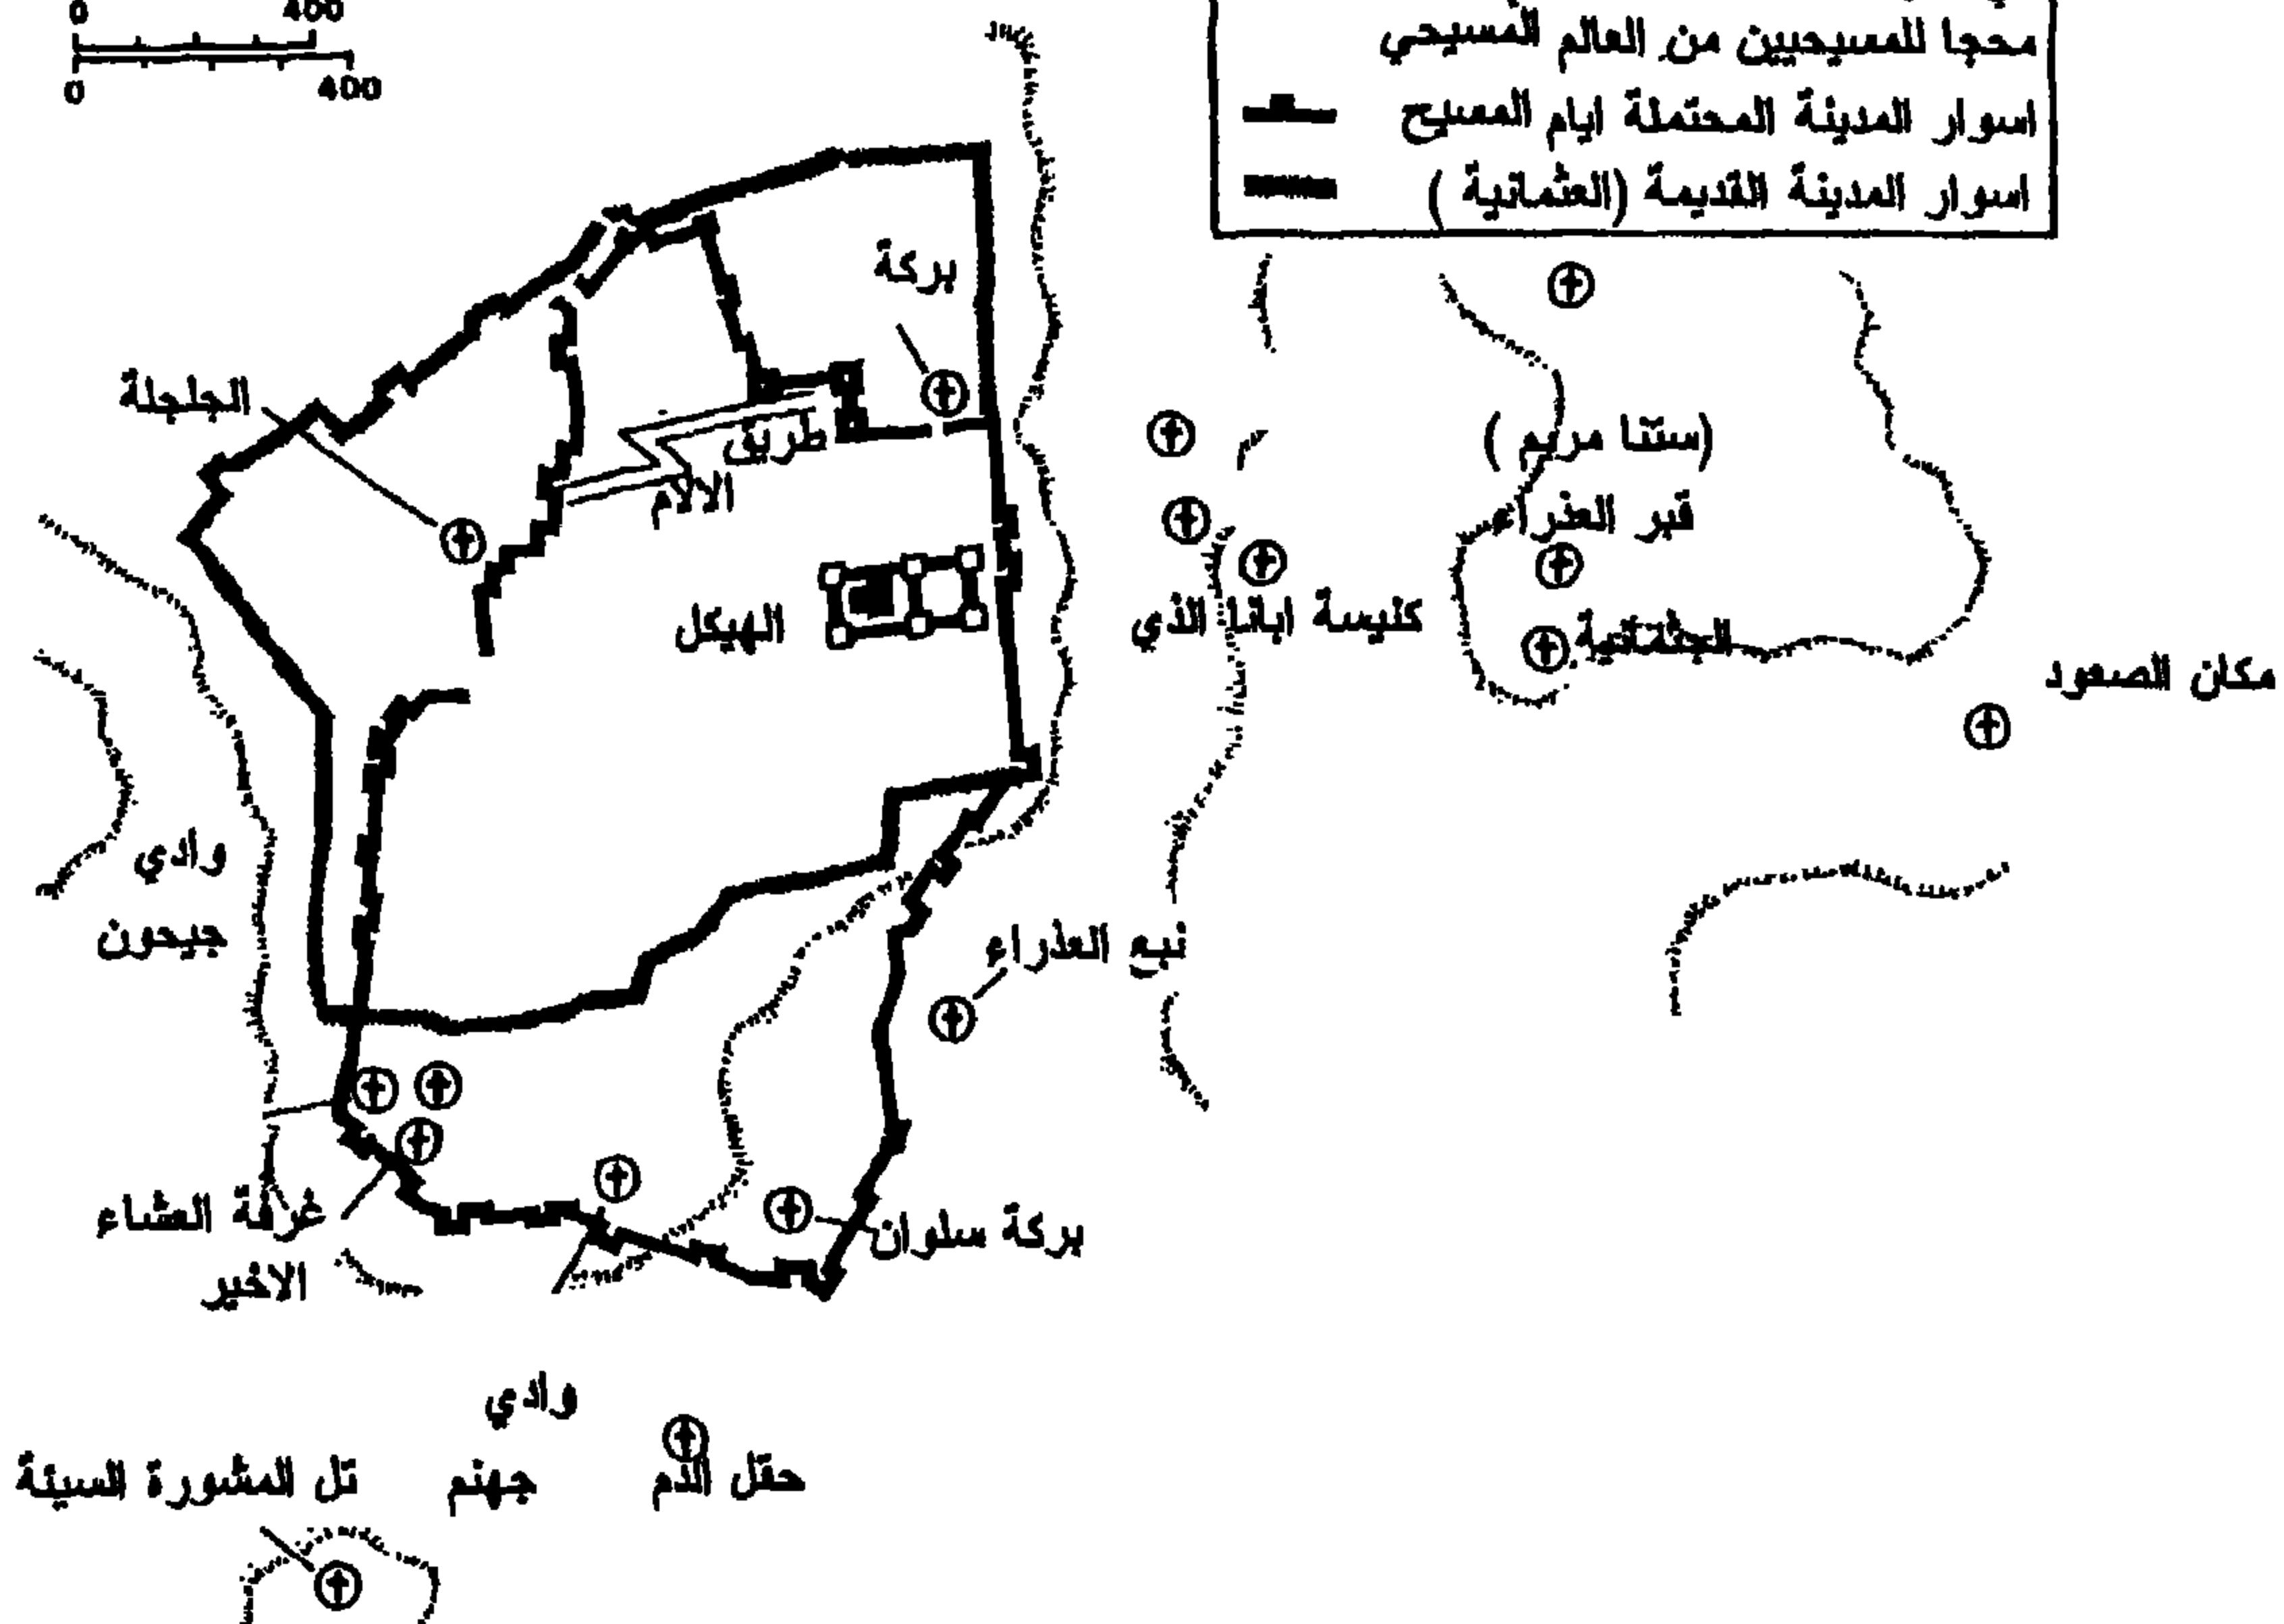 0 400
0 400
محجا للمسيحيين من العالم المسيحي
اسوار المدينة المحتملة ايام المسيح
اسوار المدينة القديمة (العثمانية)
بركة
الجلجلة
طريق
الالام
(ستنا مريم)
قبر العذراء
الهيكل
كنيسة ابانا الذي
الجثمانية
مكان الصعود
وادي
جيحون
نبع العذراء
غرفة العشاء
الاخير
بركة سلوان
وادي
جهنم
حقل الدم
تل المشورة السيئة